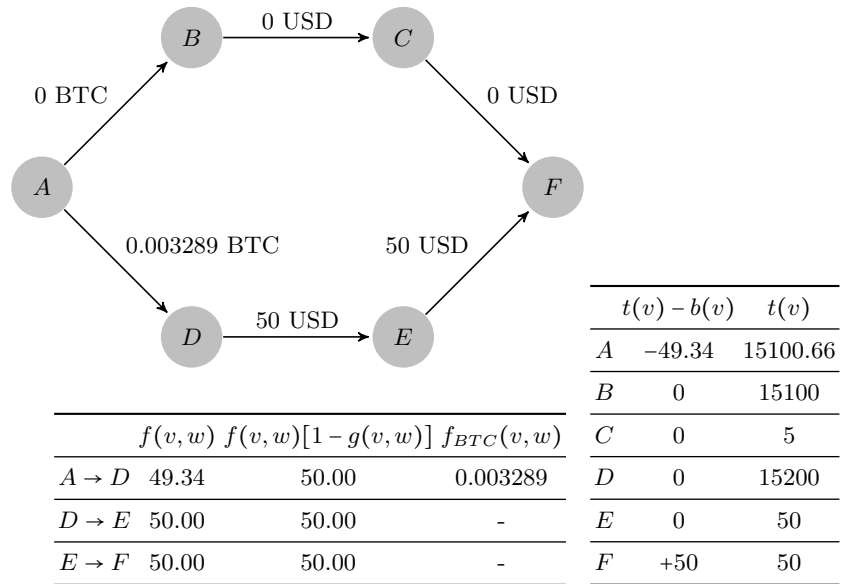 0 USD
B
C
0 BTC
0 USD
A
F
0.003289 BTC
50 USD
50 USD
D
E
t(v) − b(v) t(v)
A −49.34 15100.66
B 0 15100
C 0 5
D 0 15200
E 0 50
F +50 50
f(v, w) f(v, w)[1 − g(v, w)] f_{BTC}(v, w)
A → D 49.34 50.00 0.003289
D → E 50.00 50.00 -
E → F 50.00 50.00 -